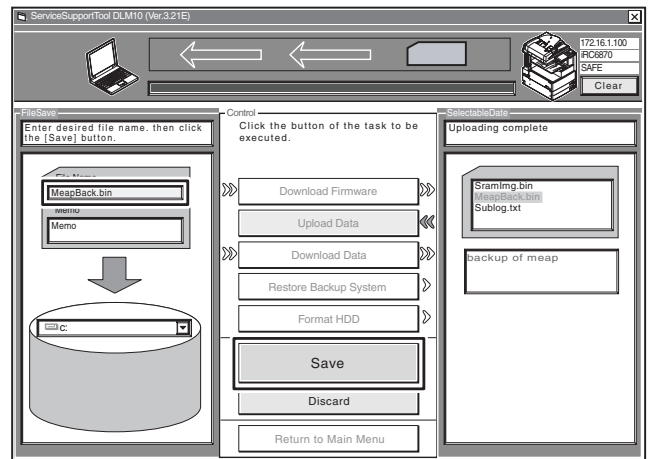 ServiceSupportTool DLM10 (Ver.3.21E)
172.16.1.100
iRC6870
SAFE
Clear
FileSave
Enter desired file name. then click
the [Save] button.
File Name
MeapBack.bin
Memo
Memo
C:
Control
Click the button of the task to be
executed.
Download Firmware
Upload Data
Download Data
Restore Backup System
Format HDD
Save
Discard
Return to Main Menu
SelectableDate
Uploading complete
SramImg.bin
MeapBack.bin
Sublog.txt
backup of meap